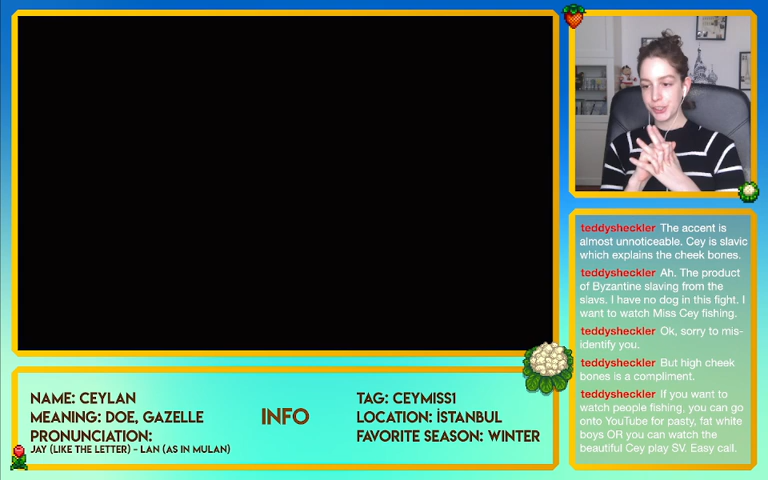 teddysheckler The accent is
almost unnoticeable. Cey is slavic
which explains the cheek bones.
teddysheckler Ah. The product
of Byzantine slaving from the
slavs. I have no dog in this fight. I
want to watch Miss Cey fishing.
teddysheckler Ok, sorry to mis-
identify you.
teddysheckler But high cheek
bones is a compliment.
teddysheckler If you want to
watch people fishing, you can go
onto YouTube for pasty, fat white
boys OR you can watch the
beautiful Cey play SV. Easy call.
NAME: CEYLAN
MEANING: DOE, GAZELLE
PRONUNCIATION:
JAY (LIKE THE LETTER) - LAN (AS IN MULAN)
INFO
TAG: CEYMISS1
LOCATION: İSTANBUL
FAVORITE SEASON: WINTER